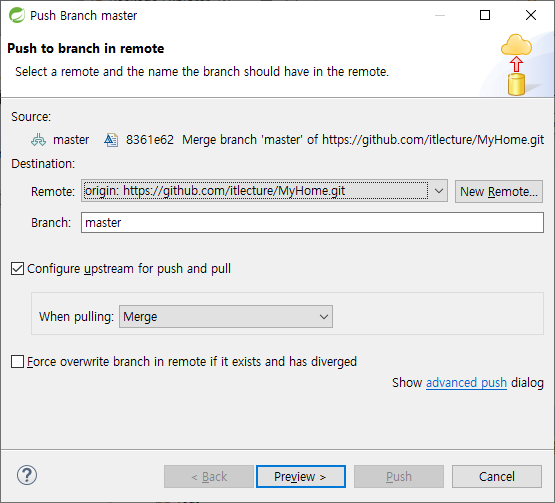 Push Branch master
Push to branch in remote
Select a remote and the name the branch should have in the remote.
Source:
master 8361e62 Merge branch 'master' of https://github.com/itlecture/MyHome.git
Destination:
Remote: origin: https://github.com/itlecture/MyHome.git New Remote...
Branch: master
Configure upstream for push and pull
When pulling: Merge
Force overwrite branch in remote if it exists and has diverged
Show advanced push dialog
< Back Preview > Push Cancel